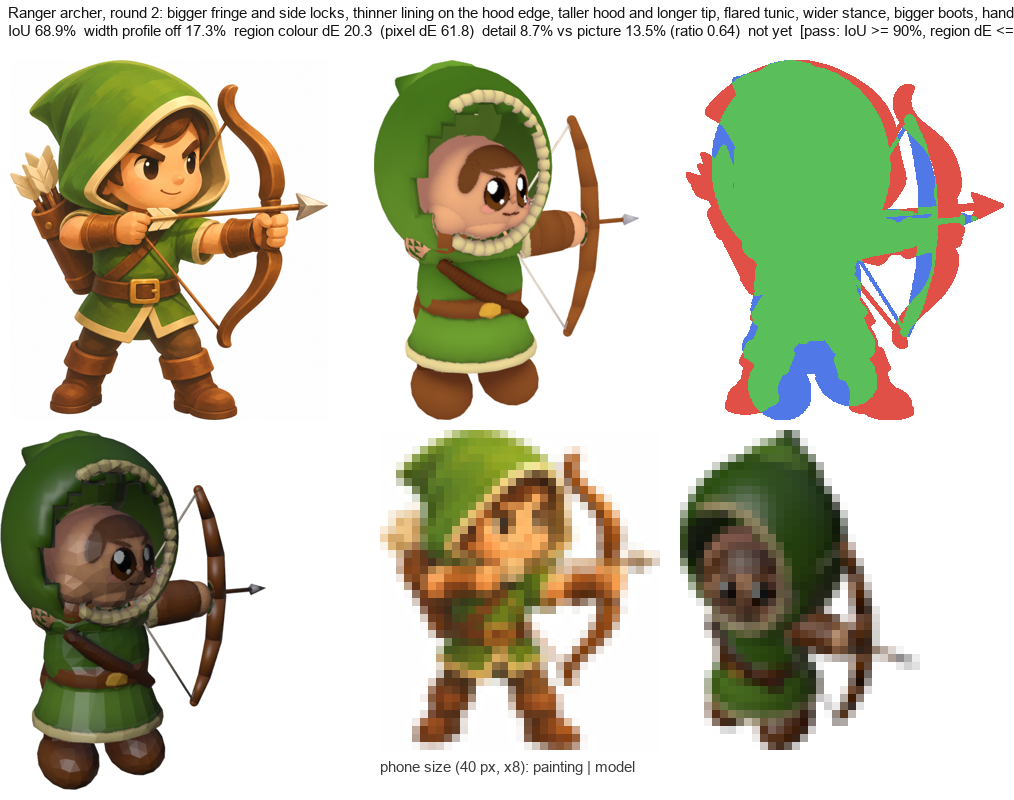 Ranger archer, round 2: bigger fringe and side locks, thinner lining on the hood edge, taller hood and longer tip, flared tunic, wider stance, bigger boots, hand
IoU 68.9%  width profile off 17.3%  region colour dE 20.3  (pixel dE 61.8)  detail 8.7% vs picture 13.5% (ratio 0.64)  not yet  [pass: IoU >= 90%, region dE <=
phone size (40 px, x8): painting | model